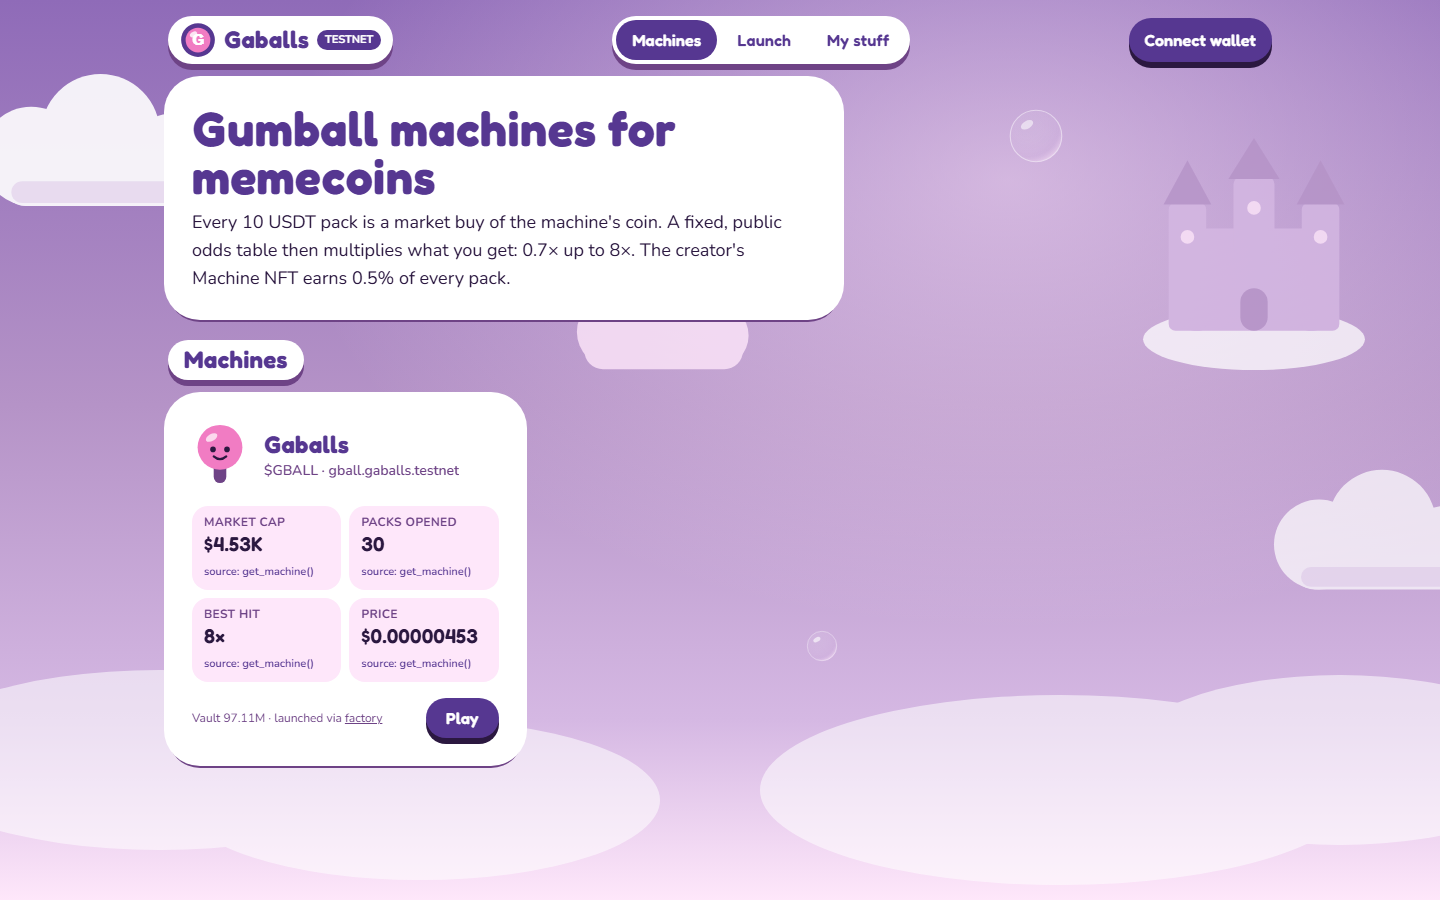 G Gaballs TESTNET
Machines Launch My stuff
Connect wallet
Gumball machines for
memecoins
Every 10 USDT pack is a market buy of the machine's coin. A fixed, public
odds table then multiplies what you get: 0.7× up to 8×. The creator's
Machine NFT earns 0.5% of every pack.
Machines
Gaballs
$GBALL · gball.gaballs.testnet
MARKET CAP
$4.53K
source: get_machine()
PACKS OPENED
30
source: get_machine()
BEST HIT
8×
source: get_machine()
PRICE
$0.00000453
source: get_machine()
Vault 97.11M · launched via factory
Play